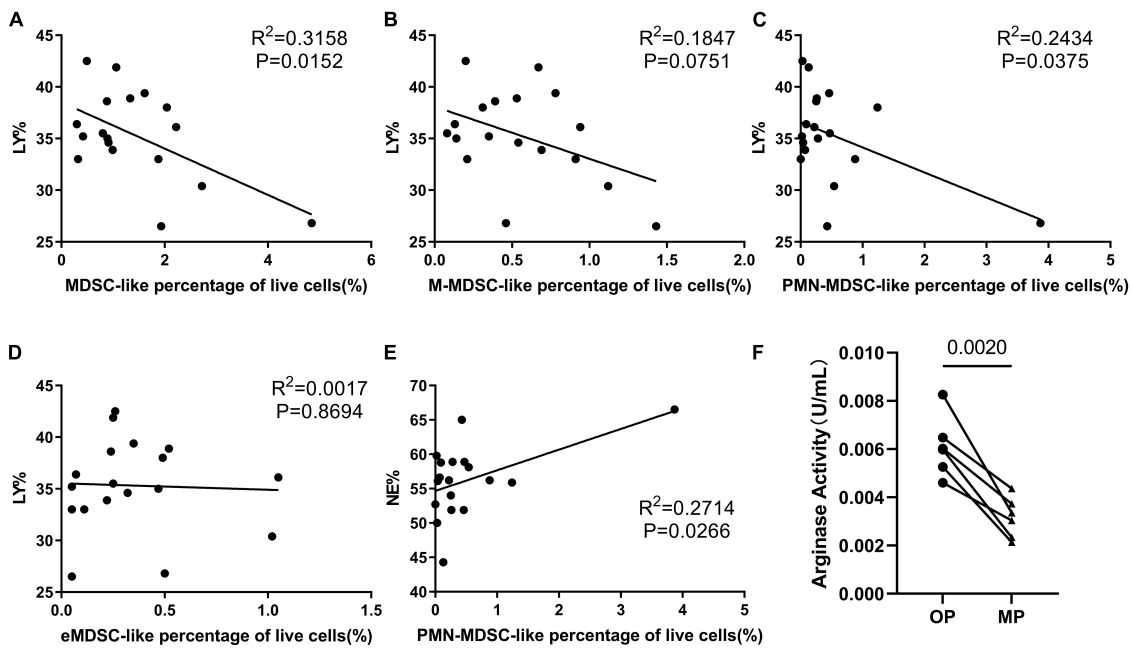 A
R²=0.3158
P=0.0152
45
40
35
30
25
LY%
0
2
4
6
MDSC-like percentage of live cells(%)
B
R²=0.1847
P=0.0751
45
40
35
30
25
LY%
0.0
0.5
1.0
1.5
2.0
M-MDSC-like percentage of live cells(%)
C
R²=0.2434
P=0.0375
45
40
35
30
25
LY%
0
1
2
3
4
5
PMN-MDSC-like percentage of live cells(%)
D
R²=0.0017
P=0.8694
45
40
35
30
25
LY%
0.0
0.5
1.0
1.5
eMDSC-like percentage of live cells(%)
E
70
65
60
55
50
45
40
NE%
R²=0.2714
P=0.0266
0
1
2
3
4
5
PMN-MDSC-like percentage of live cells(%)
F
0.0020
0.010
0.008
0.006
0.004
0.002
0.000
Arginase Activity（U/mL）
OP
MP